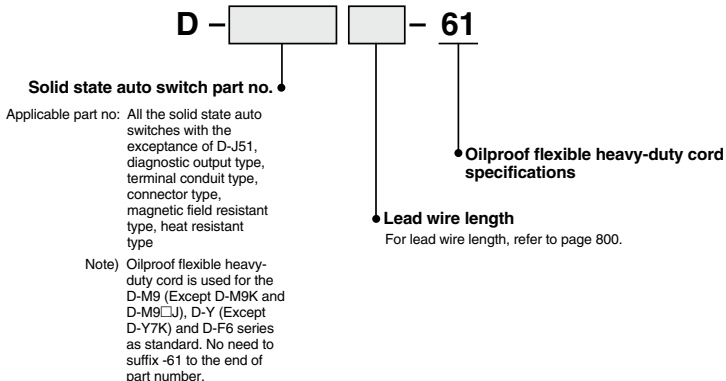 D – – 61
Solid state auto switch part no.
Applicable part no: All the solid state auto
switches with the
exceptance of D-J51,
diagnostic output type,
terminal conduit type,
connector type,
magnetic field resistant
type, heat resistant
type
Note) Oilproof flexible heavy-
duty cord is used for the
D-M9 (Except D-M9K and
D-M9□J), D-Y (Except
D-Y7K) and D-F6 series
as standard. No need to
suffix -61 to the end of
part number.
Oilproof flexible heavy-duty cord
specifications
Lead wire length
For lead wire length, refer to page 800.